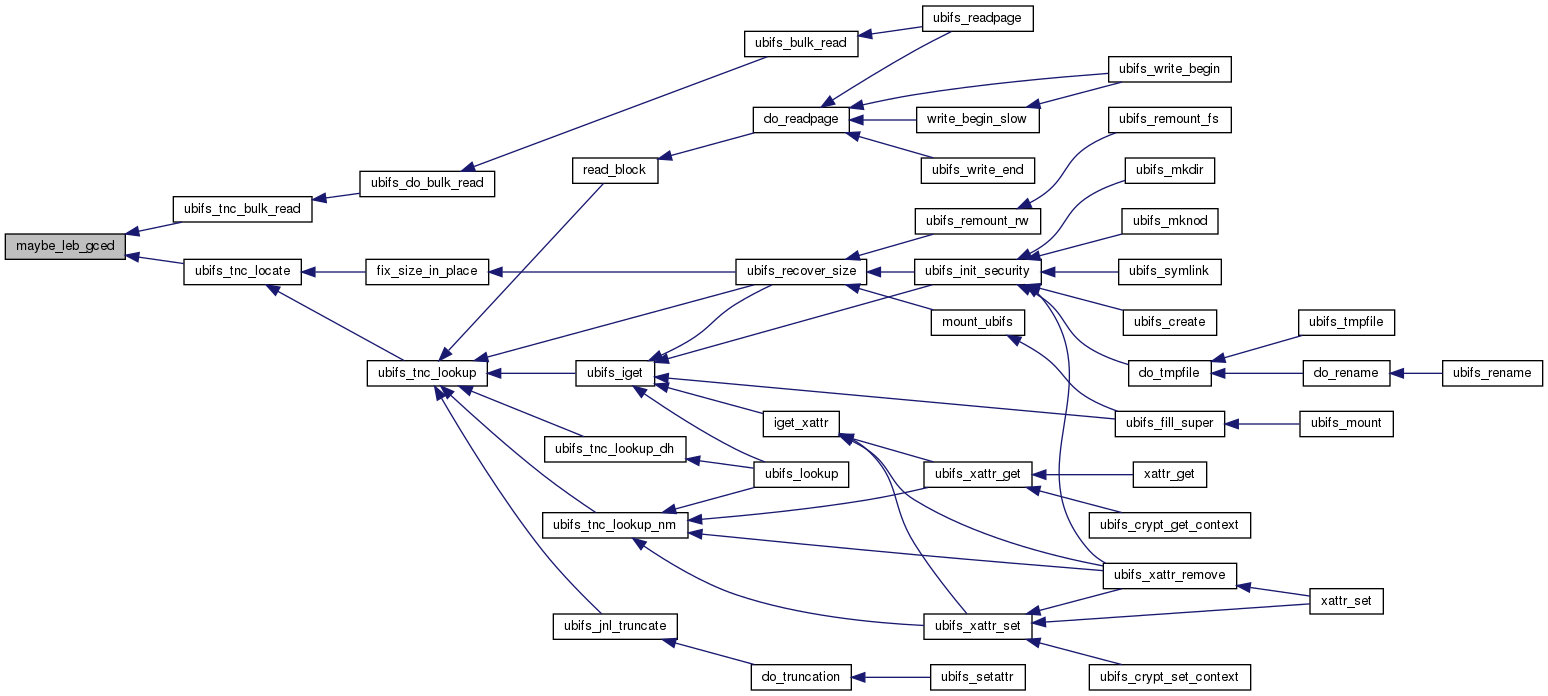 maybe_leb_gced
ubifs_tnc_bulk_read
ubifs_tnc_locate
ubifs_do_bulk_read
fix_size_in_place
ubifs_tnc_lookup
read_block
ubifs_iget
ubifs_tnc_lookup_dh
ubifs_tnc_lookup_nm
ubifs_jnl_truncate
ubifs_bulk_read
do_readpage
ubifs_recover_size
iget_xattr
ubifs_lookup
do_truncation
ubifs_readpage
write_begin_slow
ubifs_write_end
ubifs_remount_rw
ubifs_init_security
mount_ubifs
ubifs_xattr_get
ubifs_xattr_set
ubifs_setattr
ubifs_write_begin
ubifs_remount_fs
ubifs_mkdir
ubifs_mknod
ubifs_symlink
ubifs_create
do_tmpfile
ubifs_fill_super
xattr_get
ubifs_crypt_get_context
ubifs_xattr_remove
ubifs_crypt_set_context
ubifs_tmpfile
do_rename
ubifs_mount
xattr_set
ubifs_rename